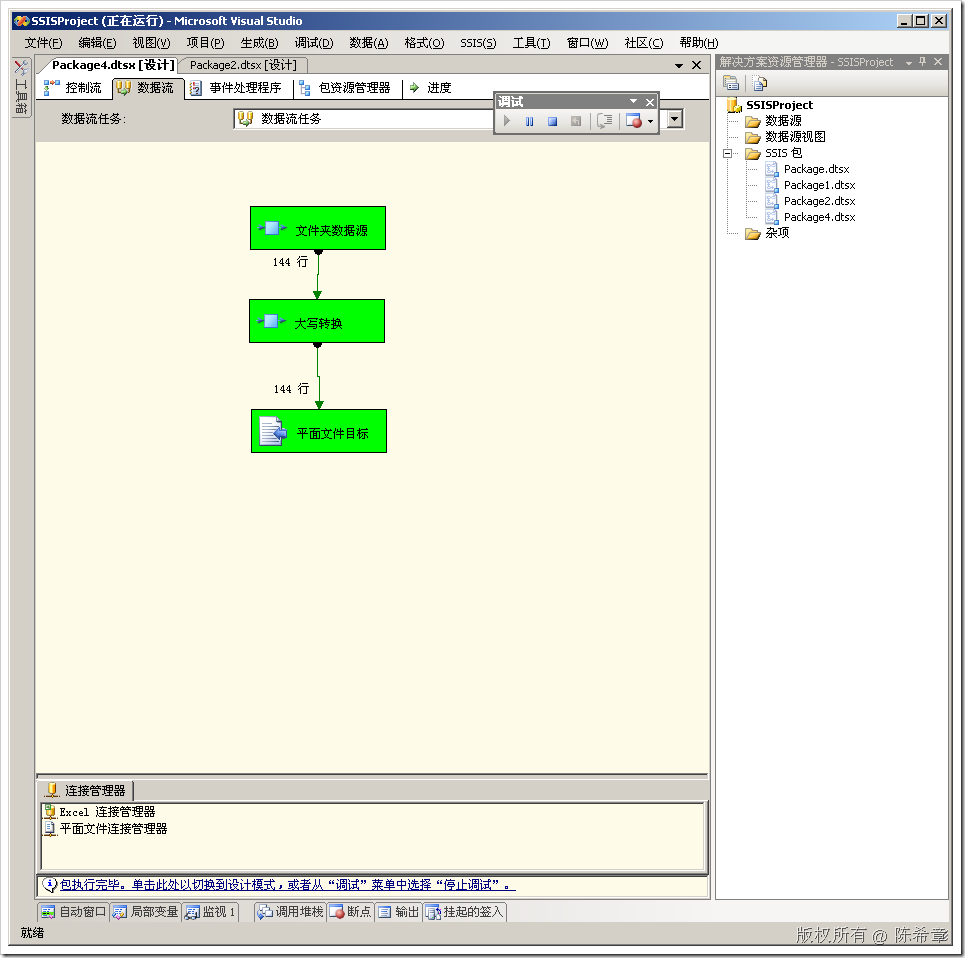 SSISProject (正在运行) - Microsoft Visual Studio
文件(F) 编辑(E) 视图(V) 项目(P) 生成(B) 调试(D) 数据(A) 格式(O) SSIS(S) 工具(T) 窗口(W) 社区(C) 帮助(H)
工具箱
Package4.dtsx [设计] Package2.dtsx [设计]
控制流 数据流 事件处理程序 包资源管理器 进度
数据流任务: 数据流任务
调试
文件夹数据源
144 行
大写转换
144 行
平面文件目标
连接管理器
Excel 连接管理器
平面文件连接管理器
包执行完毕。单击此处以切换到设计模式，或者从“调试”菜单中选择“停止调试”。
解决方案资源管理器 - SSISProject
SSISProject
数据源
数据源视图
SSIS 包
Package.dtsx
Package1.dtsx
Package2.dtsx
Package4.dtsx
杂项
自动窗口 局部变量 监视 1 调用堆栈 断点 输出 挂起的签入
就绪
版权所有 @ 陈希章